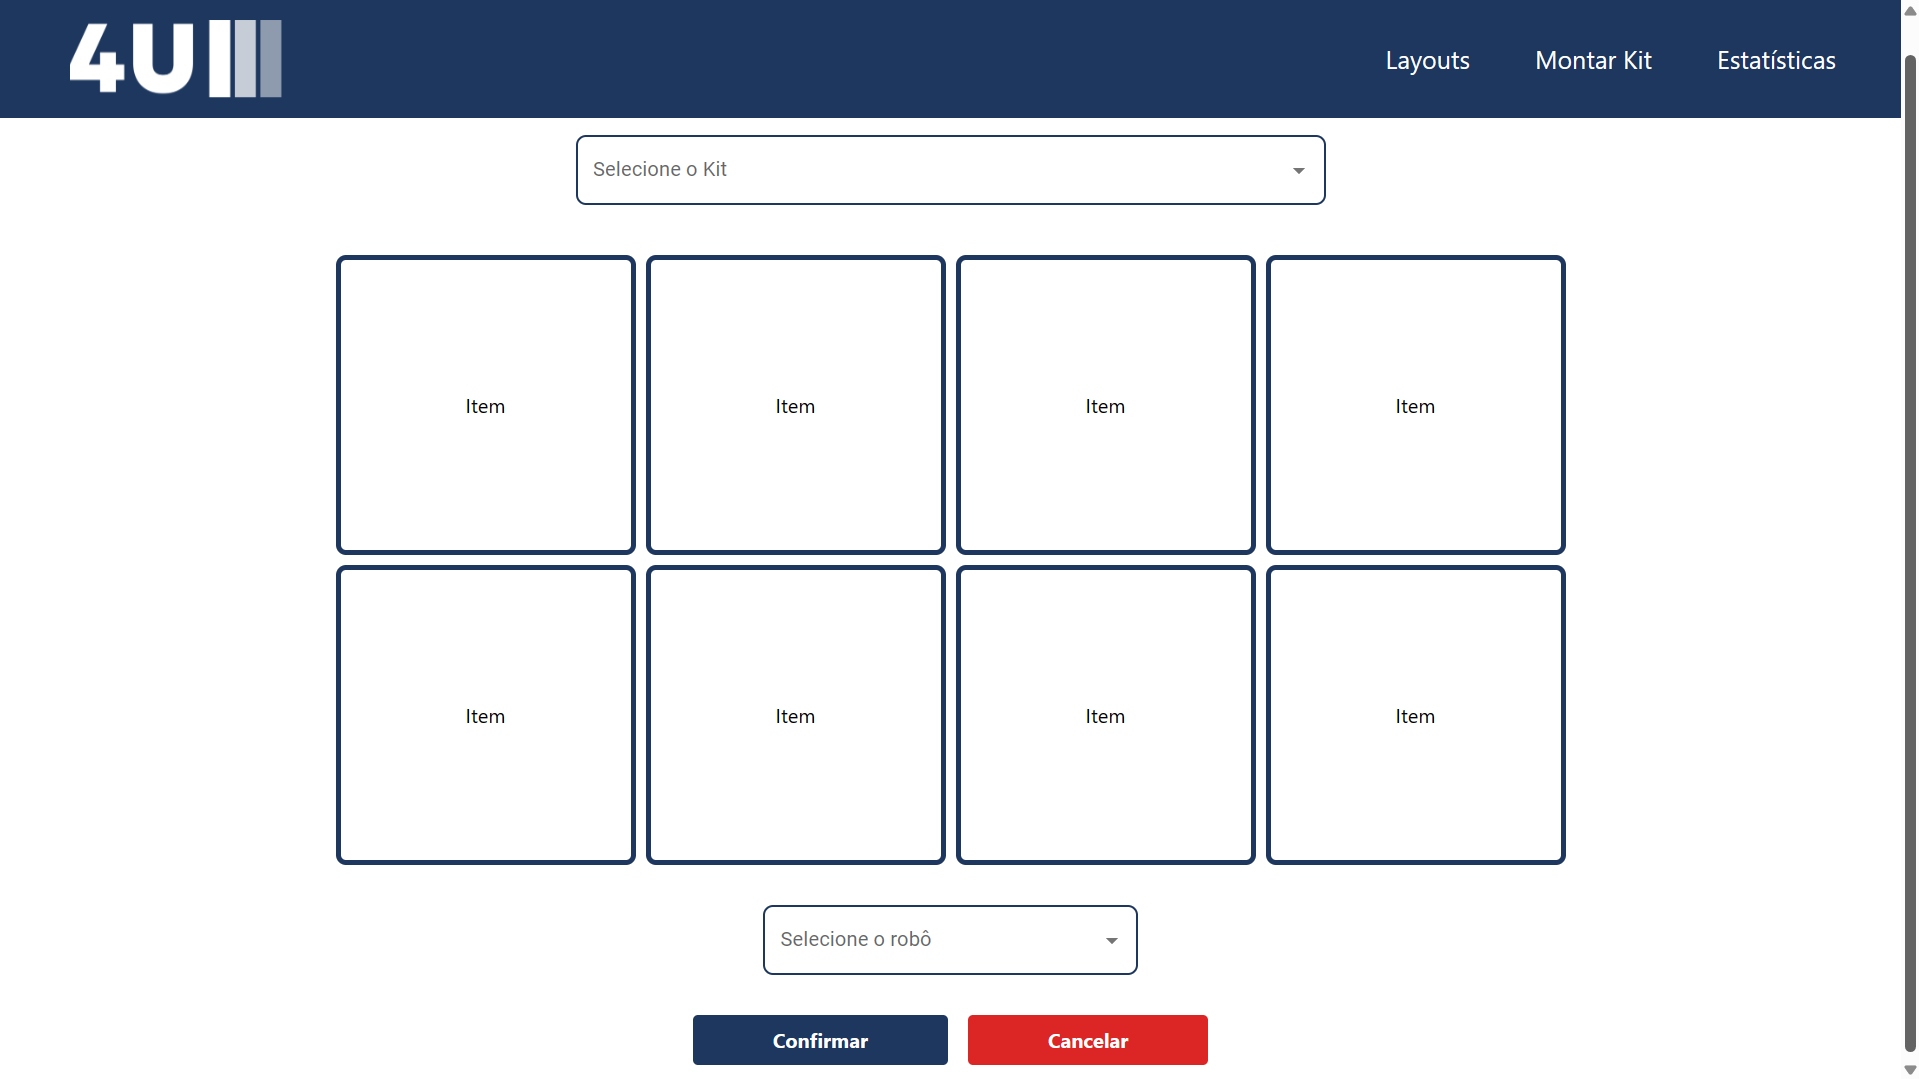 4U
Layouts Montar Kit Estatísticas
Selecione o Kit
Item Item Item Item
Item Item Item Item
Selecione o robô
Confirmar Cancelar